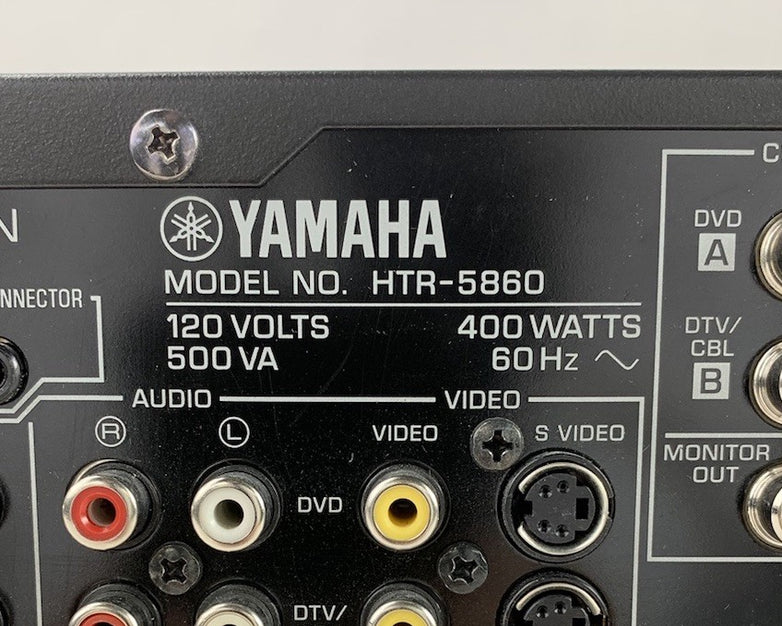 YAMAHA
MODEL NO. HTR-5860
120 VOLTS 400 WATTS
500 VA 60 Hz
NNECTOR
AUDIO VIDEO
R L VIDEO S VIDEO
DVD
DTV/
DVD
A
DTV/
CBL
B
MONITOR
OUT